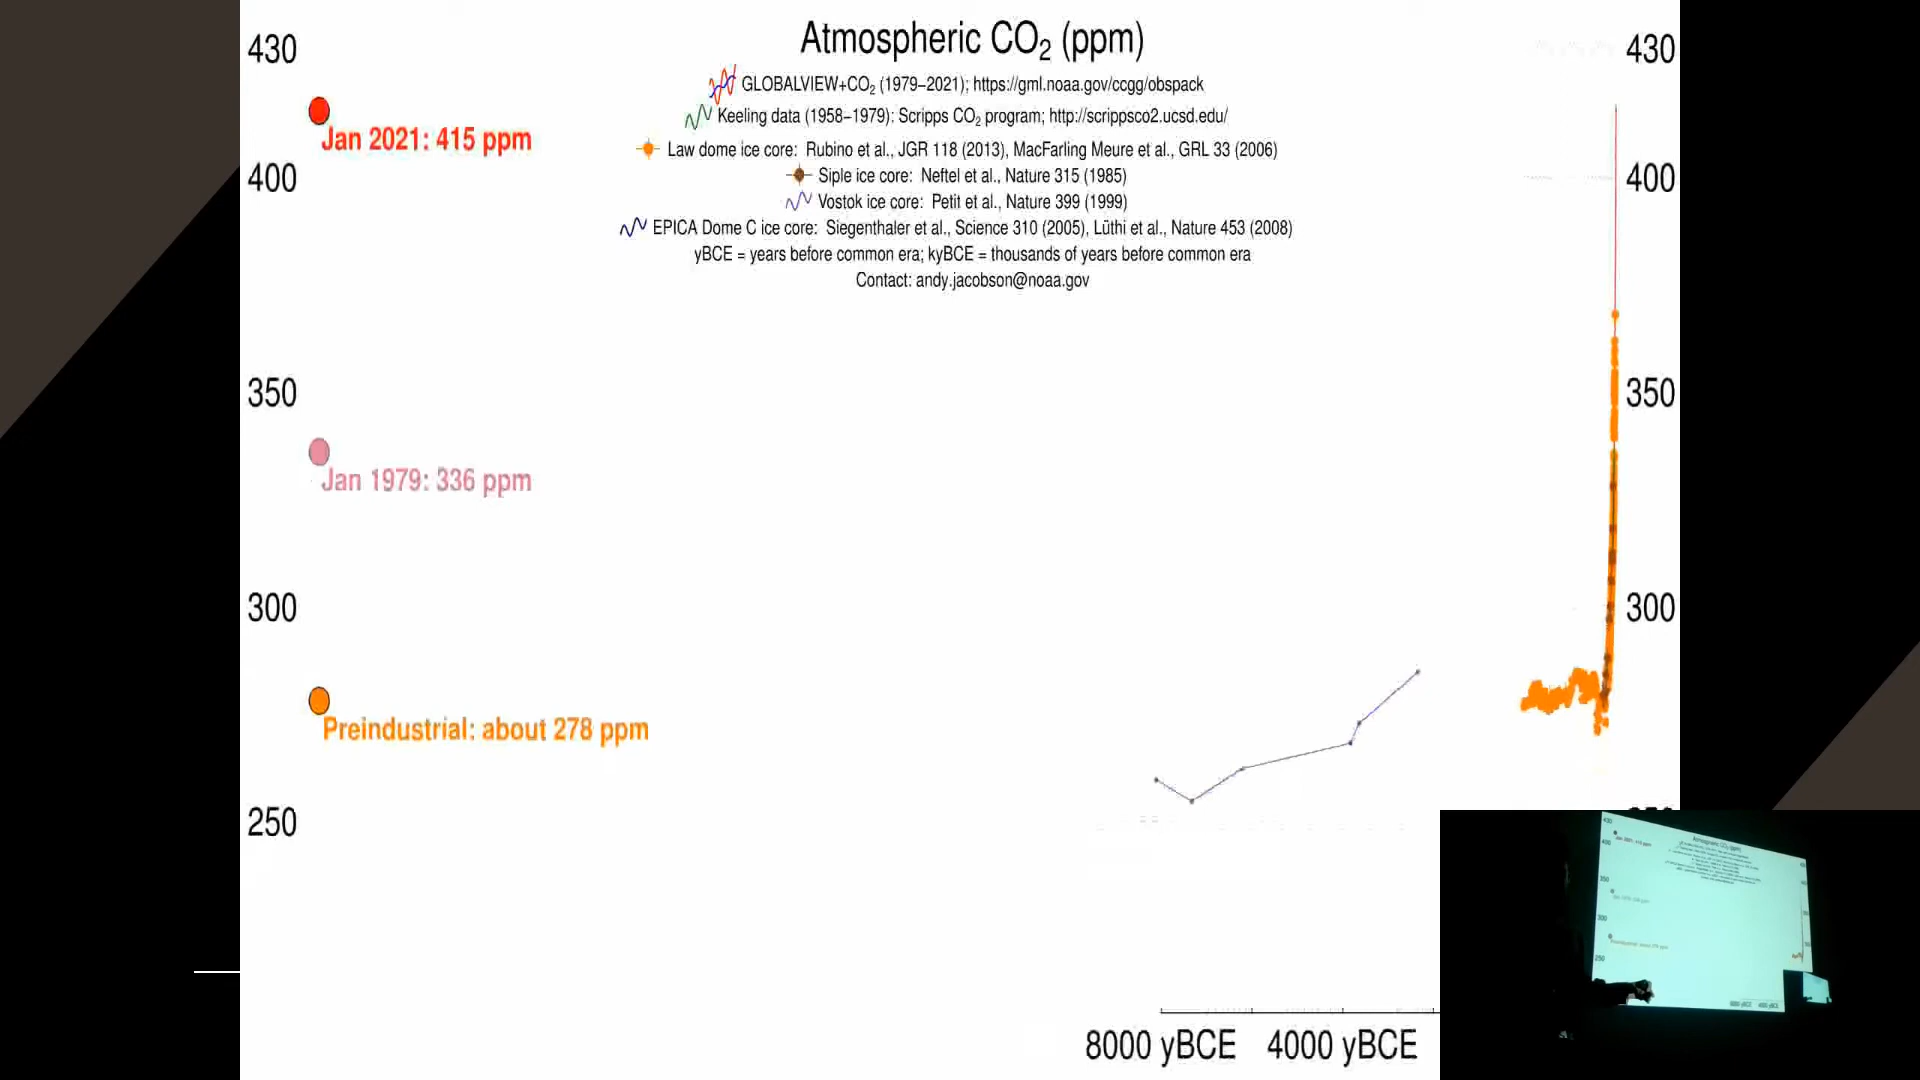 Atmospheric CO₂ (ppm)
GLOBALVIEW+CO₂ (1979–2021); https://gml.noaa.gov/ccgg/obspack
Keeling data (1958–1979): Scripps CO₂ program; http://scrippsco2.ucsd.edu/
Law dome ice core: Rubino et al., JGR 118 (2013), MacFarling Meure et al., GRL 33 (2006)
Siple ice core: Neftel et al., Nature 315 (1985)
Vostok ice core: Petit et al., Nature 399 (1999)
EPICA Dome C ice core: Siegenthaler et al., Science 310 (2005), Lüthi et al., Nature 453 (2008)
yBCE = years before common era; kyBCE = thousands of years before common era
Contact: andy.jacobson@noaa.gov
430
400
350
300
250
Jan 2021: 415 ppm
Jan 1979: 336 ppm
Preindustrial: about 278 ppm
430
400
350
300
8000 yBCE
4000 yBCE